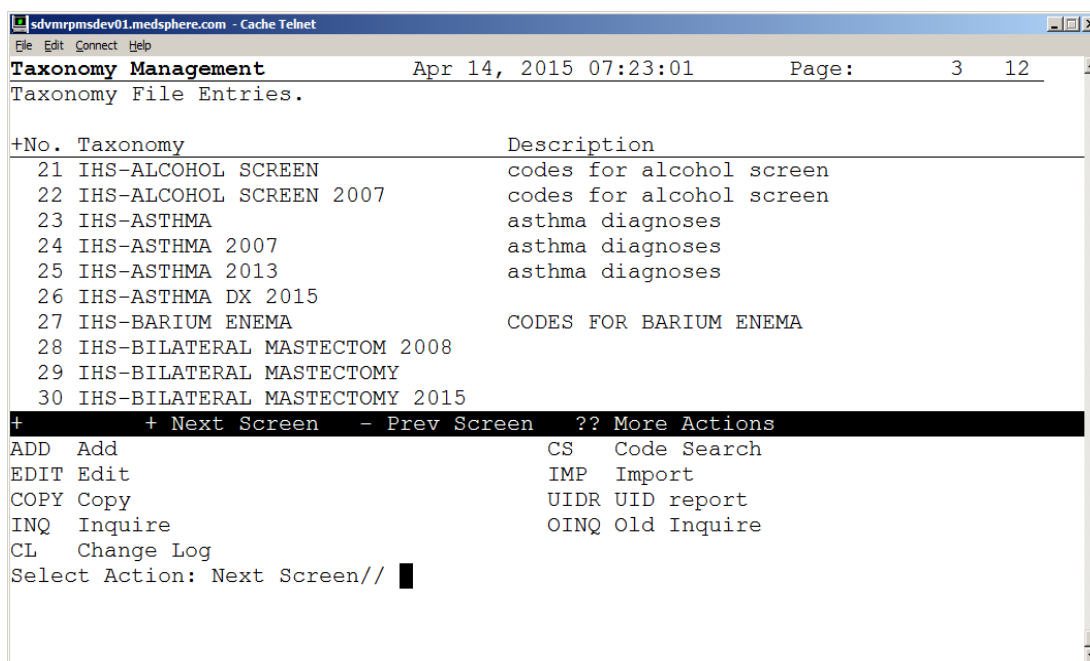 sdvmrpmsdev01.medsphere.com - Cache Telnet
File Edit Connect Help
Taxonomy Management Apr 14, 2015 07:23:01 Page: 3 12
Taxonomy File Entries.
+No. Taxonomy Description
21 IHS-ALCOHOL SCREEN codes for alcohol screen
22 IHS-ALCOHOL SCREEN 2007 codes for alcohol screen
23 IHS-ASTHMA asthma diagnoses
24 IHS-ASTHMA 2007 asthma diagnoses
25 IHS-ASTHMA 2013 asthma diagnoses
26 IHS-ASTHMA DX 2015
27 IHS-BARIUM ENEMA CODES FOR BARIUM ENEMA
28 IHS-BILATERAL MASTECTOM 2008
29 IHS-BILATERAL MASTECTOMY
30 IHS-BILATERAL MASTECTOMY 2015
+ + Next Screen - Prev Screen ?? More Actions
ADD Add CS Code Search
EDIT Edit IMP Import
COPY Copy UIDR UID report
INQ Inquire OINQ Old Inquire
CL Change Log
Select Action: Next Screen//